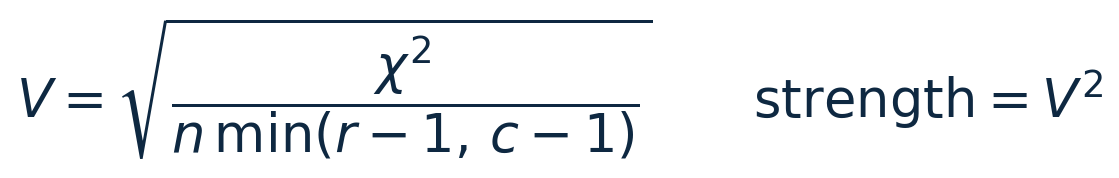 V = √(χ² / (n min(r − 1, c − 1)))    strength = V²